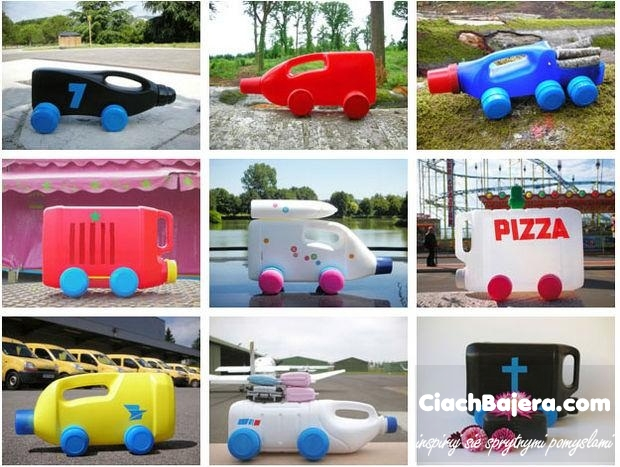 7
PIZZA
CiachBajera.com
inspiruj się sprytnymi pomysłami